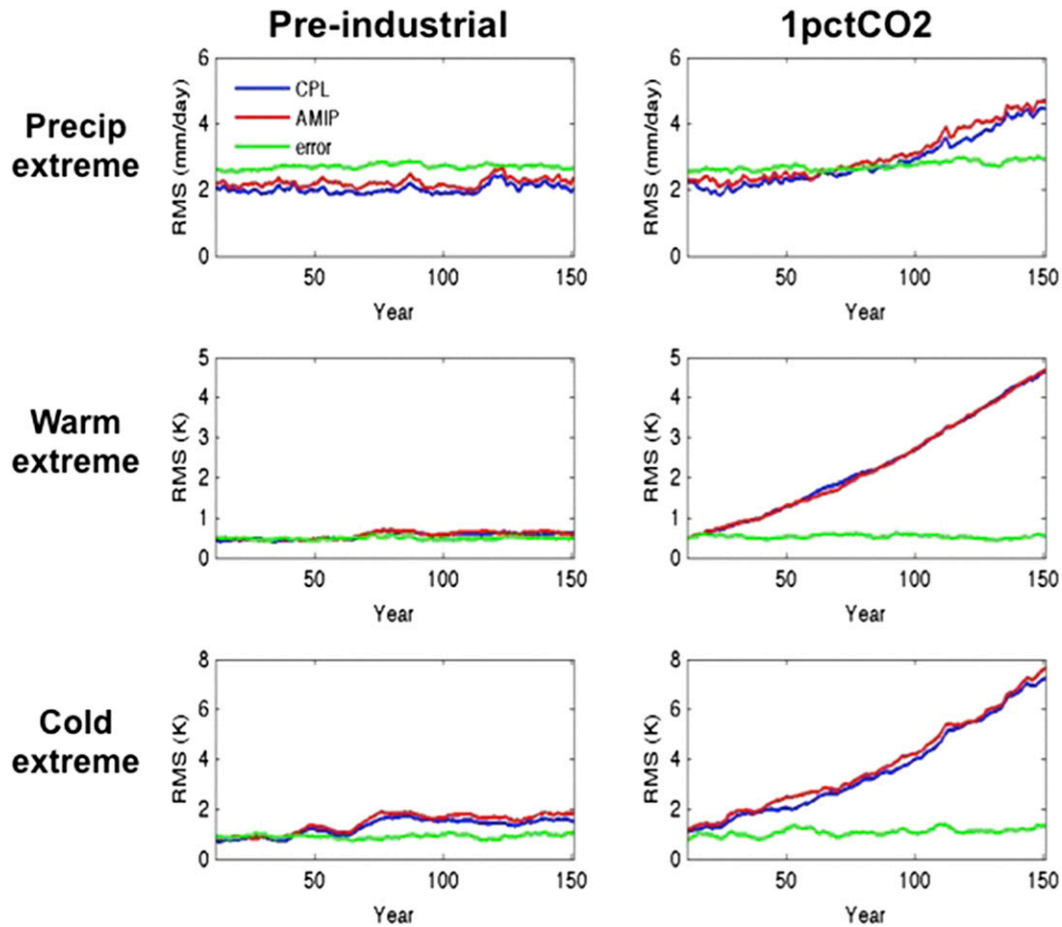 Pre-industrial
1pctCO2
Precip
extreme
RMS (mm/day)
6
4
2
0
CPL
AMIP
error
50
100
150
Year
RMS (mm/day)
6
4
2
0
50
100
150
Year
Warm
extreme
RMS (K)
5
4
3
2
1
0
50
100
150
Year
RMS (K)
5
4
3
2
1
0
50
100
150
Year
Cold
extreme
RMS (K)
8
6
4
2
0
50
100
150
Year
RMS (K)
8
6
4
2
0
50
100
150
Year